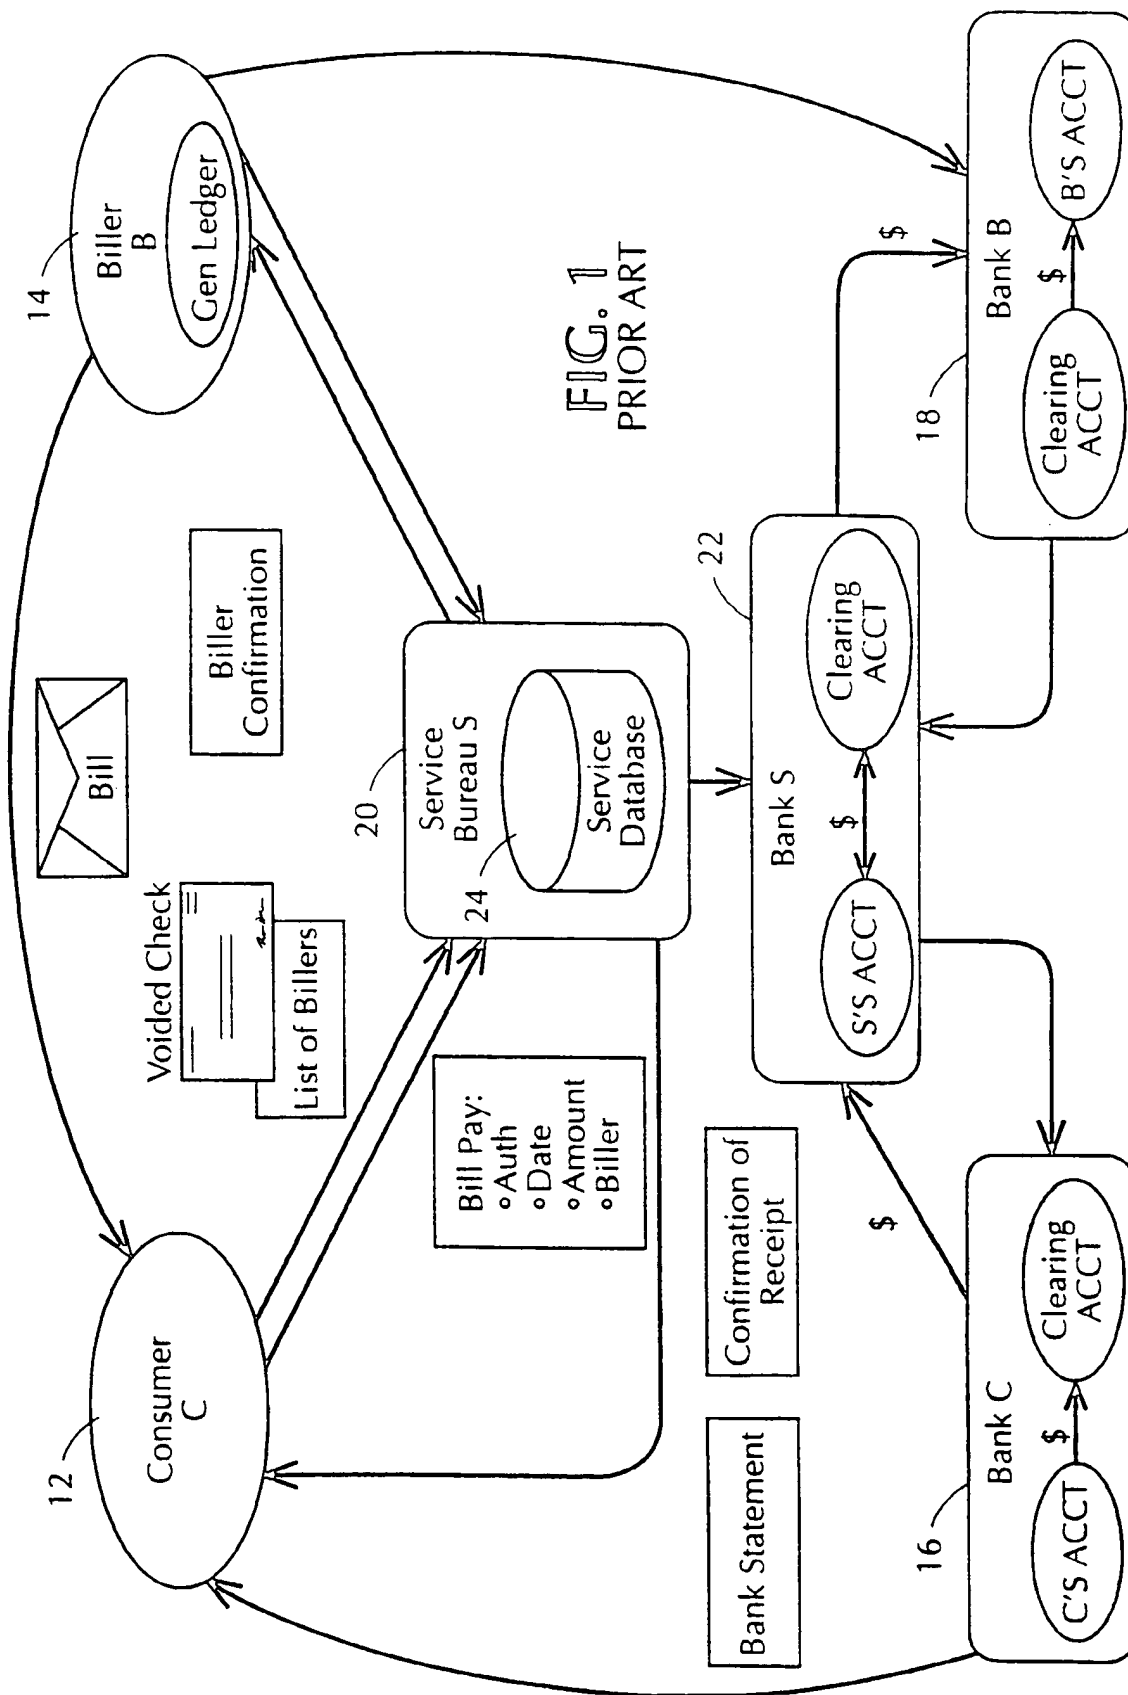 14
Biller
B
Gen Ledger
Bill
Biller
Confirmation
Voided Check
List of Billers
12
Consumer
C
20
Service
Bureau S
24
Service
Database
Bill Pay:
Auth
Date
Amount
Biller
FIG. 1
PRIOR ART
Bank Statement
Confirmation of
Receipt
22
Bank S
S'S ACCT
$
Clearing
ACCT
$
$
16
Bank C
C'S ACCT
$
Clearing
ACCT
18
Bank B
Clearing
ACCT
$
B'S ACCT